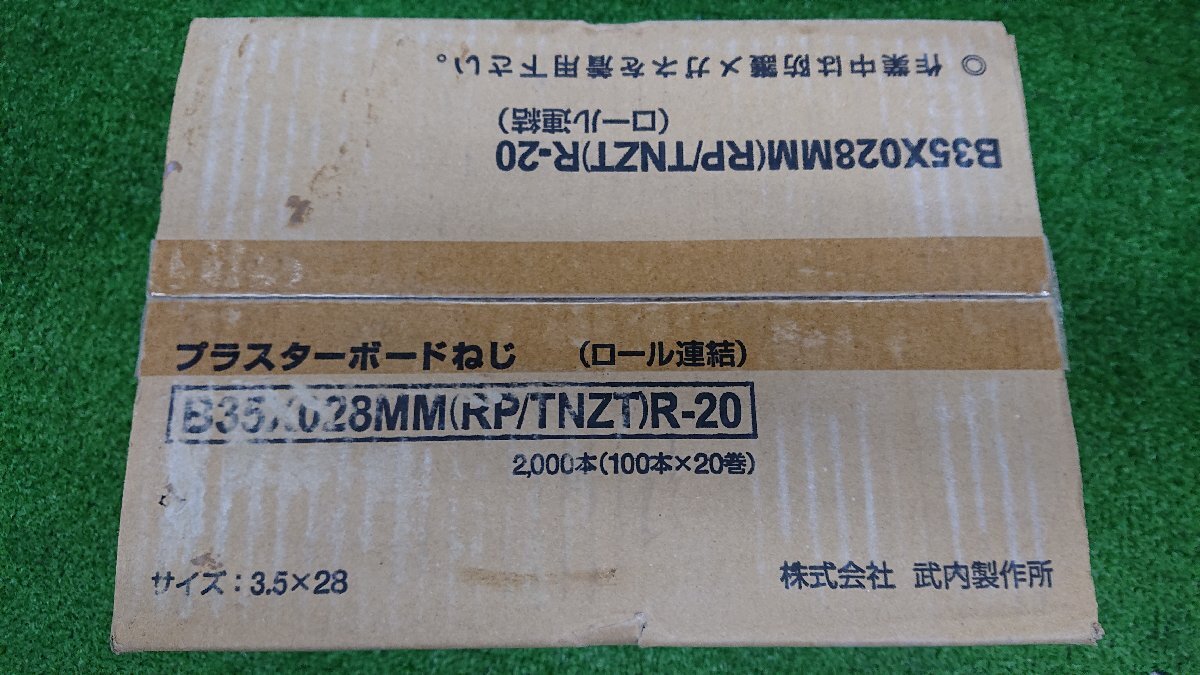 ◎ 作業中は防護メガネを着用下さい。
B35X028MM(RP/TNZT)R-20
(ロール連結)
プラスターボードねじ (ロール連結)
B35X028MM(RP/TNZT)R-20
2,000本(100本×20巻)
サイズ:3.5×28
株式会社 武内製作所